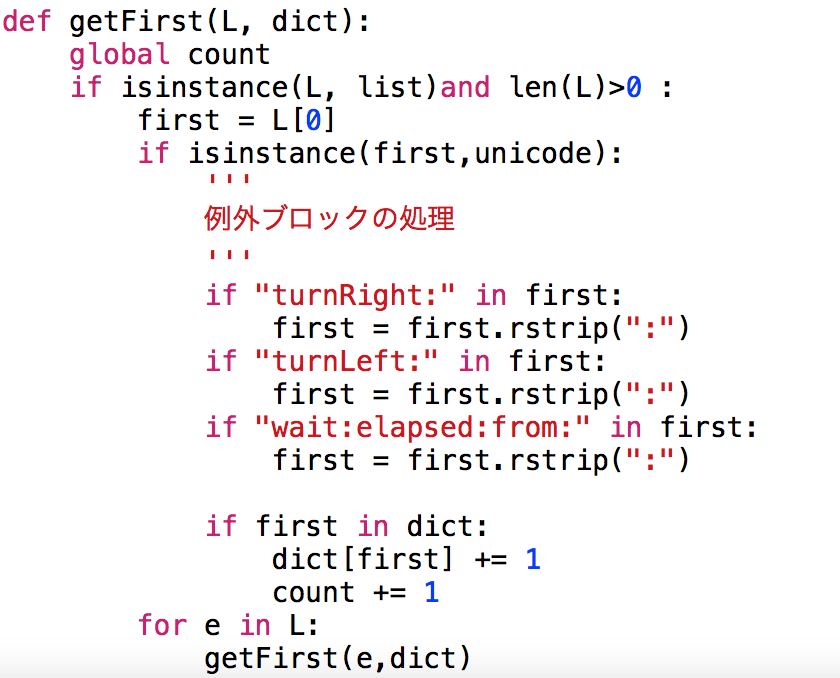 def getFirst(L, dict):
    global count
    if isinstance(L, list)and len(L)>0 :
        first = L[0]
        if isinstance(first,unicode):
            '''
            例外ブロックの処理
            '''
            if "turnRight:" in first:
                first = first.rstrip(":")
            if "turnLeft:" in first:
                first = first.rstrip(":")
            if "wait:elapsed:from:" in first:
                first = first.rstrip(":")

            if first in dict:
                dict[first] += 1
                count += 1
        for e in L:
            getFirst(e,dict)